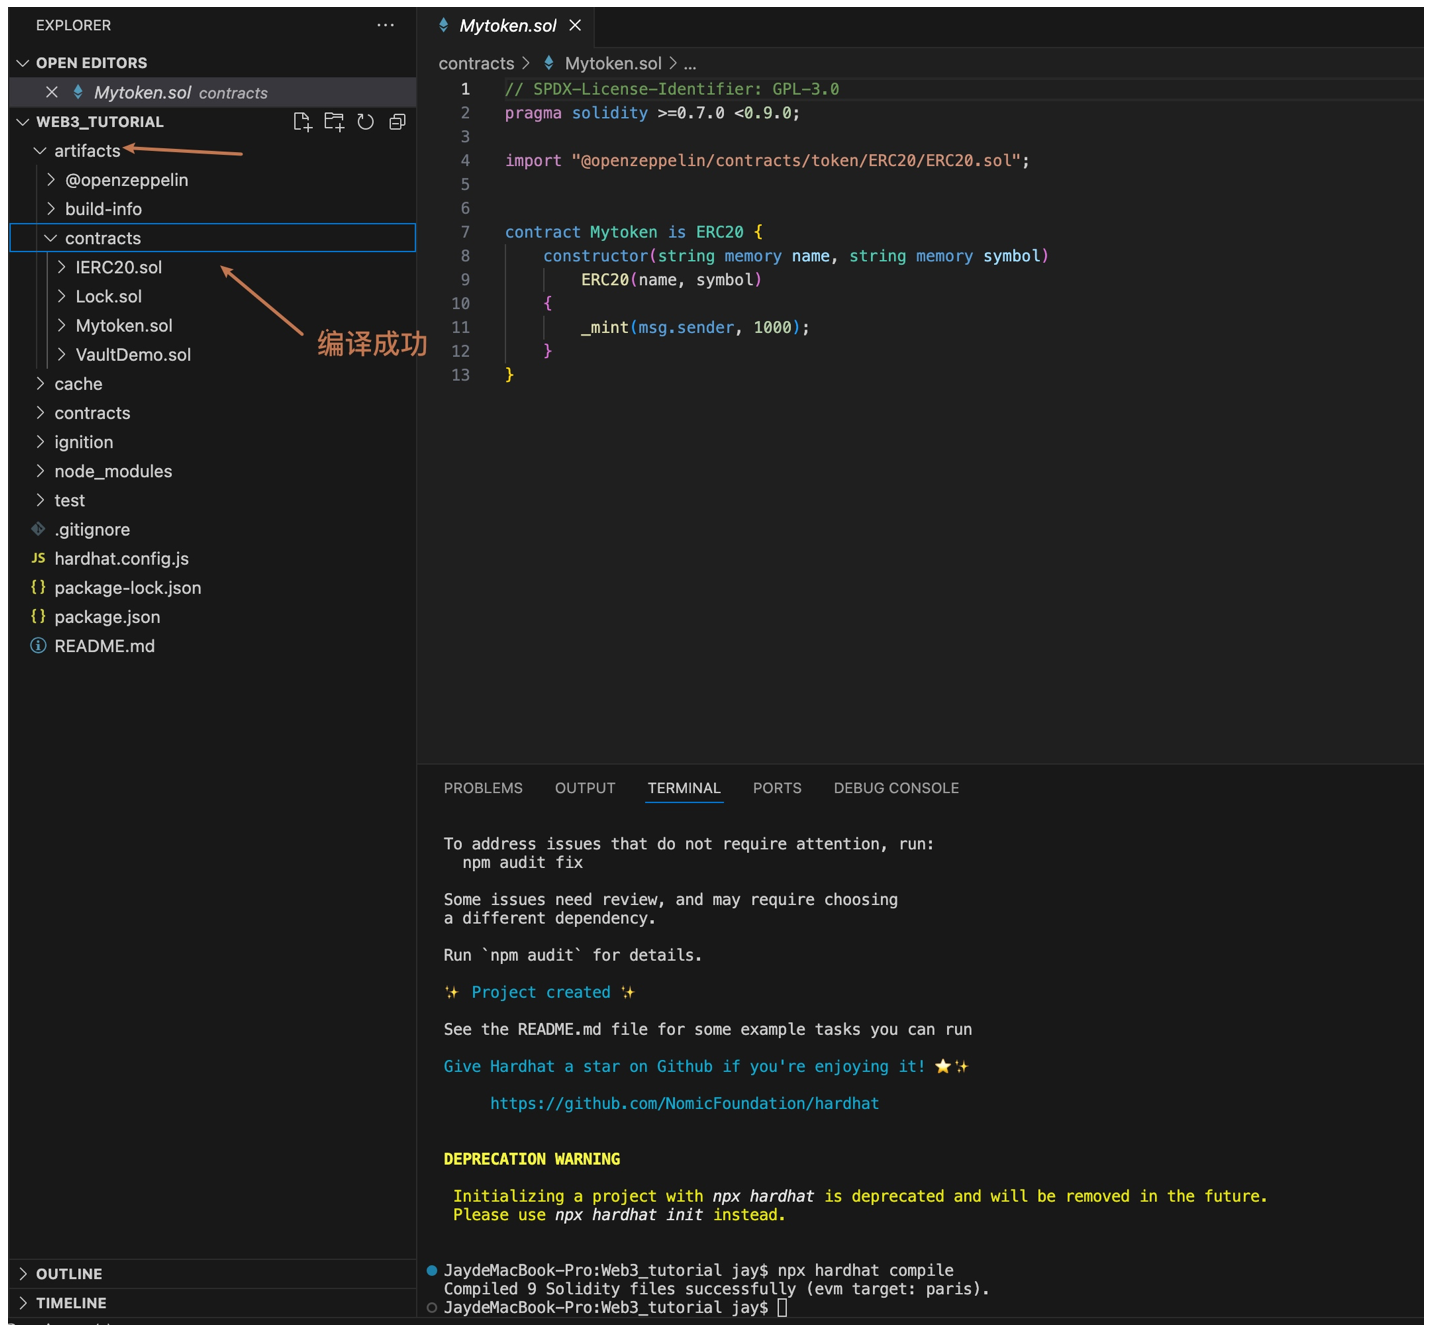 EXPLORER
OPEN EDITORS
Mytoken.sol contracts
WEB3_TUTORIAL
artifacts
@openzeppelin
build-info
contracts
IERC20.sol
Lock.sol
编译成功
Mytoken.sol
VaultDemo.sol
cache
contracts
ignition
node_modules
test
.gitignore
JS hardhat.config.js
{} package-lock.json
{} package.json
README.md
OUTLINE
TIMELINE
Mytoken.sol
contracts > Mytoken.sol > ...
1 // SPDX-License-Identifier: GPL-3.0
2 pragma solidity >=0.7.0 <0.9.0;
3
4 import "@openzeppelin/contracts/token/ERC20/ERC20.sol";
5
6
7 contract Mytoken is ERC20 {
8 constructor(string memory name, string memory symbol)
9 ERC20(name, symbol)
10 {
11 _mint(msg.sender, 1000);
12 }
13 }
PROBLEMS OUTPUT TERMINAL PORTS DEBUG CONSOLE
To address issues that do not require attention, run:
npm audit fix
Some issues need review, and may require choosing
a different dependency.
Run `npm audit` for details.
✨ Project created ✨
See the README.md file for some example tasks you can run
Give Hardhat a star on Github if you're enjoying it! ⭐✨
https://github.com/NomicFoundation/hardhat
DEPRECATION WARNING
Initializing a project with npx hardhat is deprecated and will be removed in the future.
Please use npx hardhat init instead.
JaydeMacBook-Pro:Web3_tutorial jay$ npx hardhat compile
Compiled 9 Solidity files successfully (evm target: paris).
JaydeMacBook-Pro:Web3_tutorial jay$